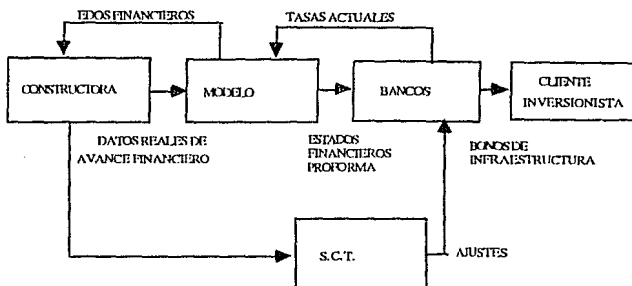 EDOS FINANCIEROS
TASAS ACTUALES
CONSTRUCTORA
MODELO
BANCOS
CLIENTE
INVERSIONISTA
DATOS REALES DE
AVANCE FINANCIERO
ESTADOS
FINANCIEROS
PROFORMA
BONOS DE
INFRAESTRUCTURA
S.C.T.
AJUSTES